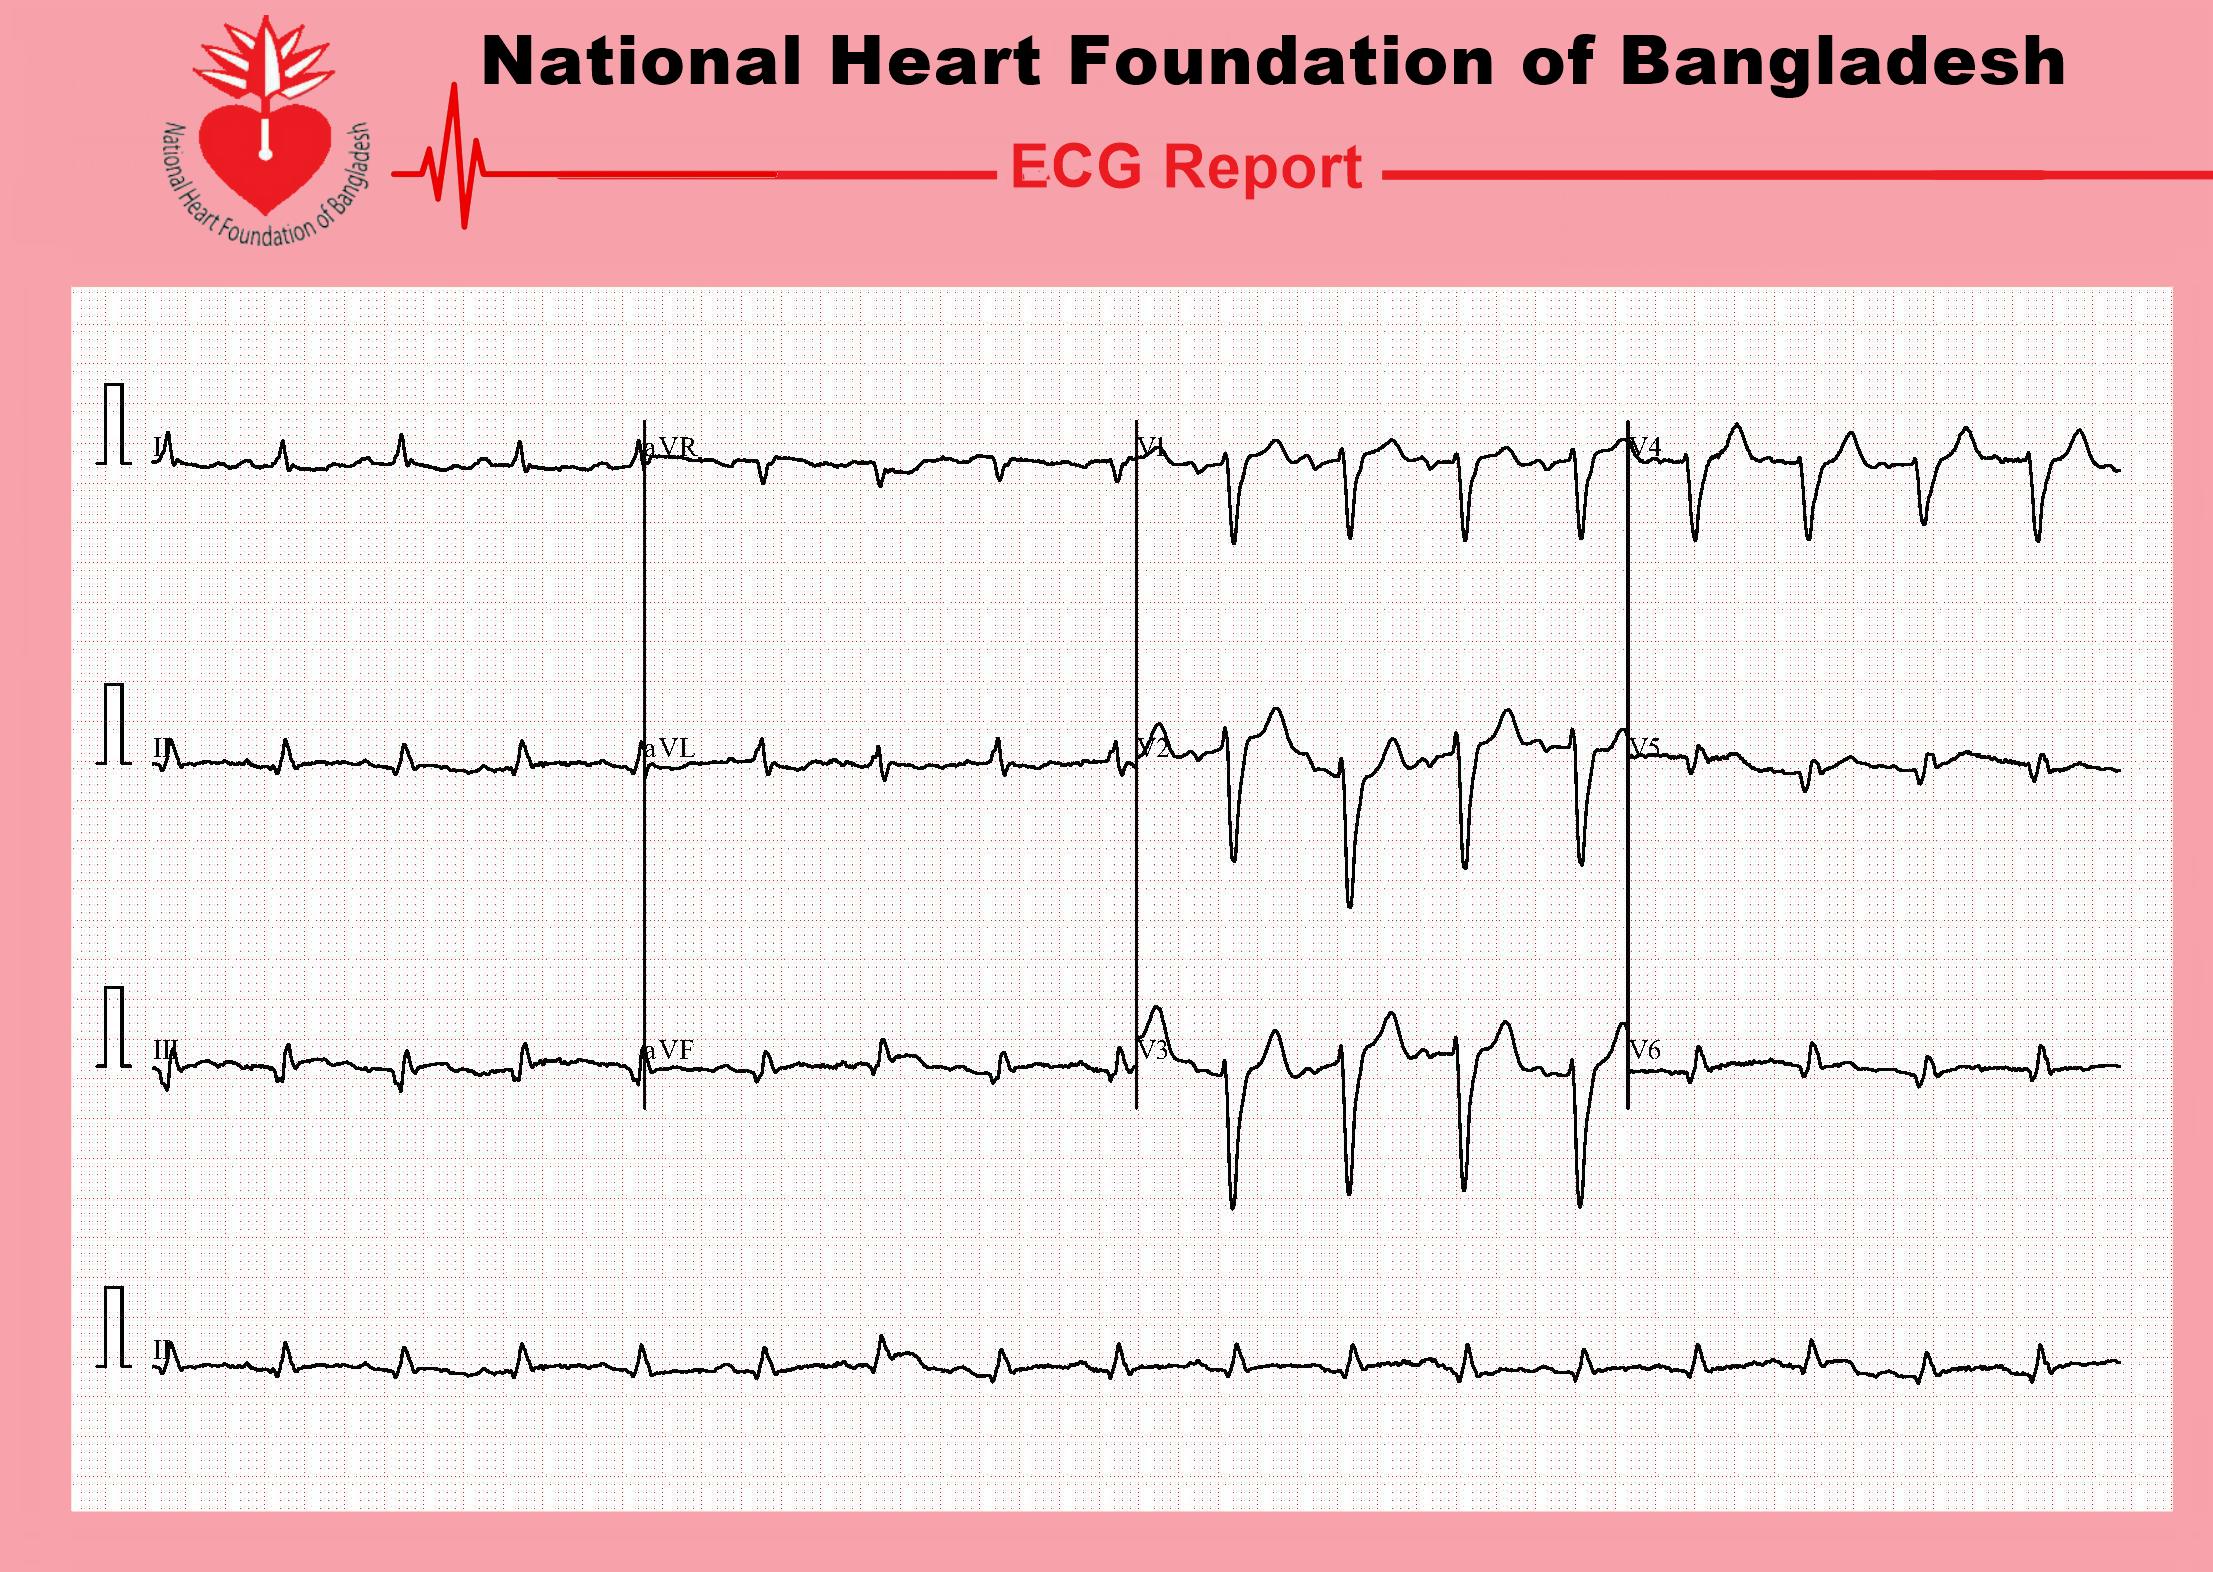 National Heart Foundation of Bangladesh
National Heart Foundation of Bangladesh
ECG Report
I aVR V1 V4
II aVL V2 V5
III aVF V3 V6
II